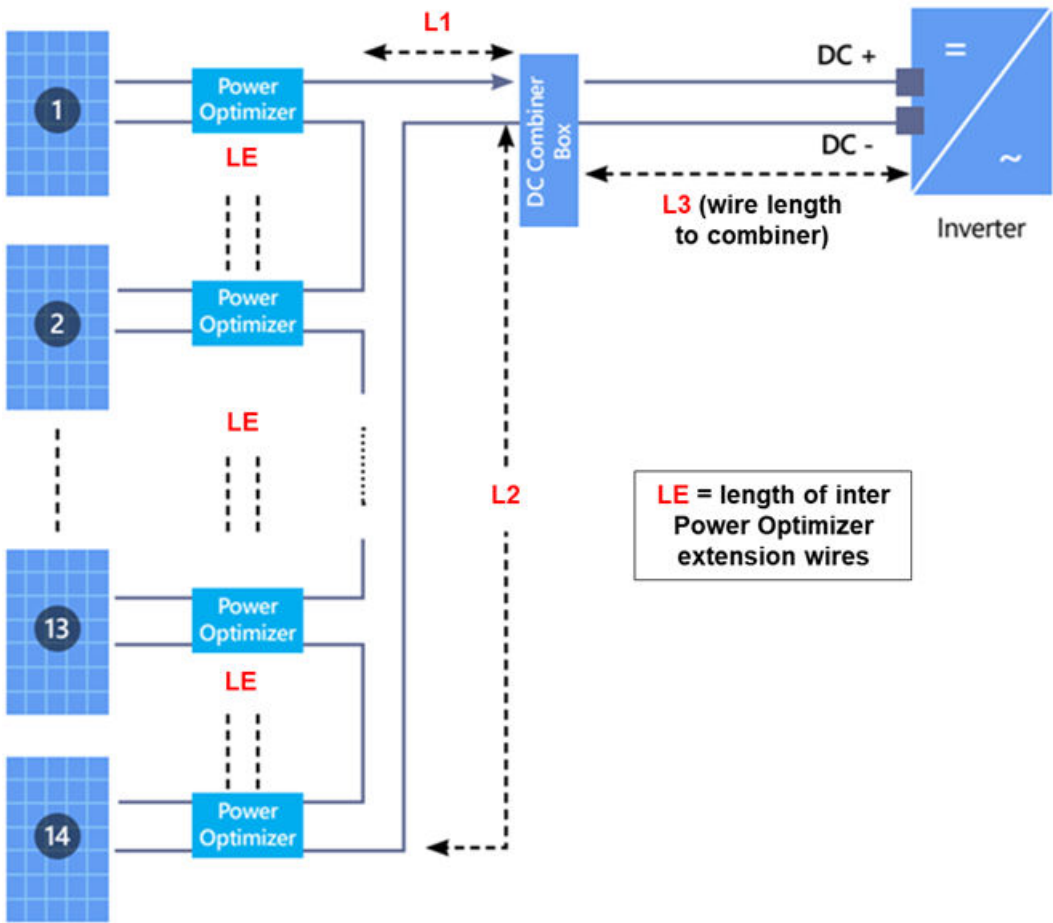 L1
1
Power
Optimizer
DC +
=
DC Combiner
Box
DC -
~
LE
L3 (wire length
to combiner)
Inverter
2
Power
Optimizer
LE
L2
LE = length of inter
Power Optimizer
extension wires
13
Power
Optimizer
LE
14
Power
Optimizer